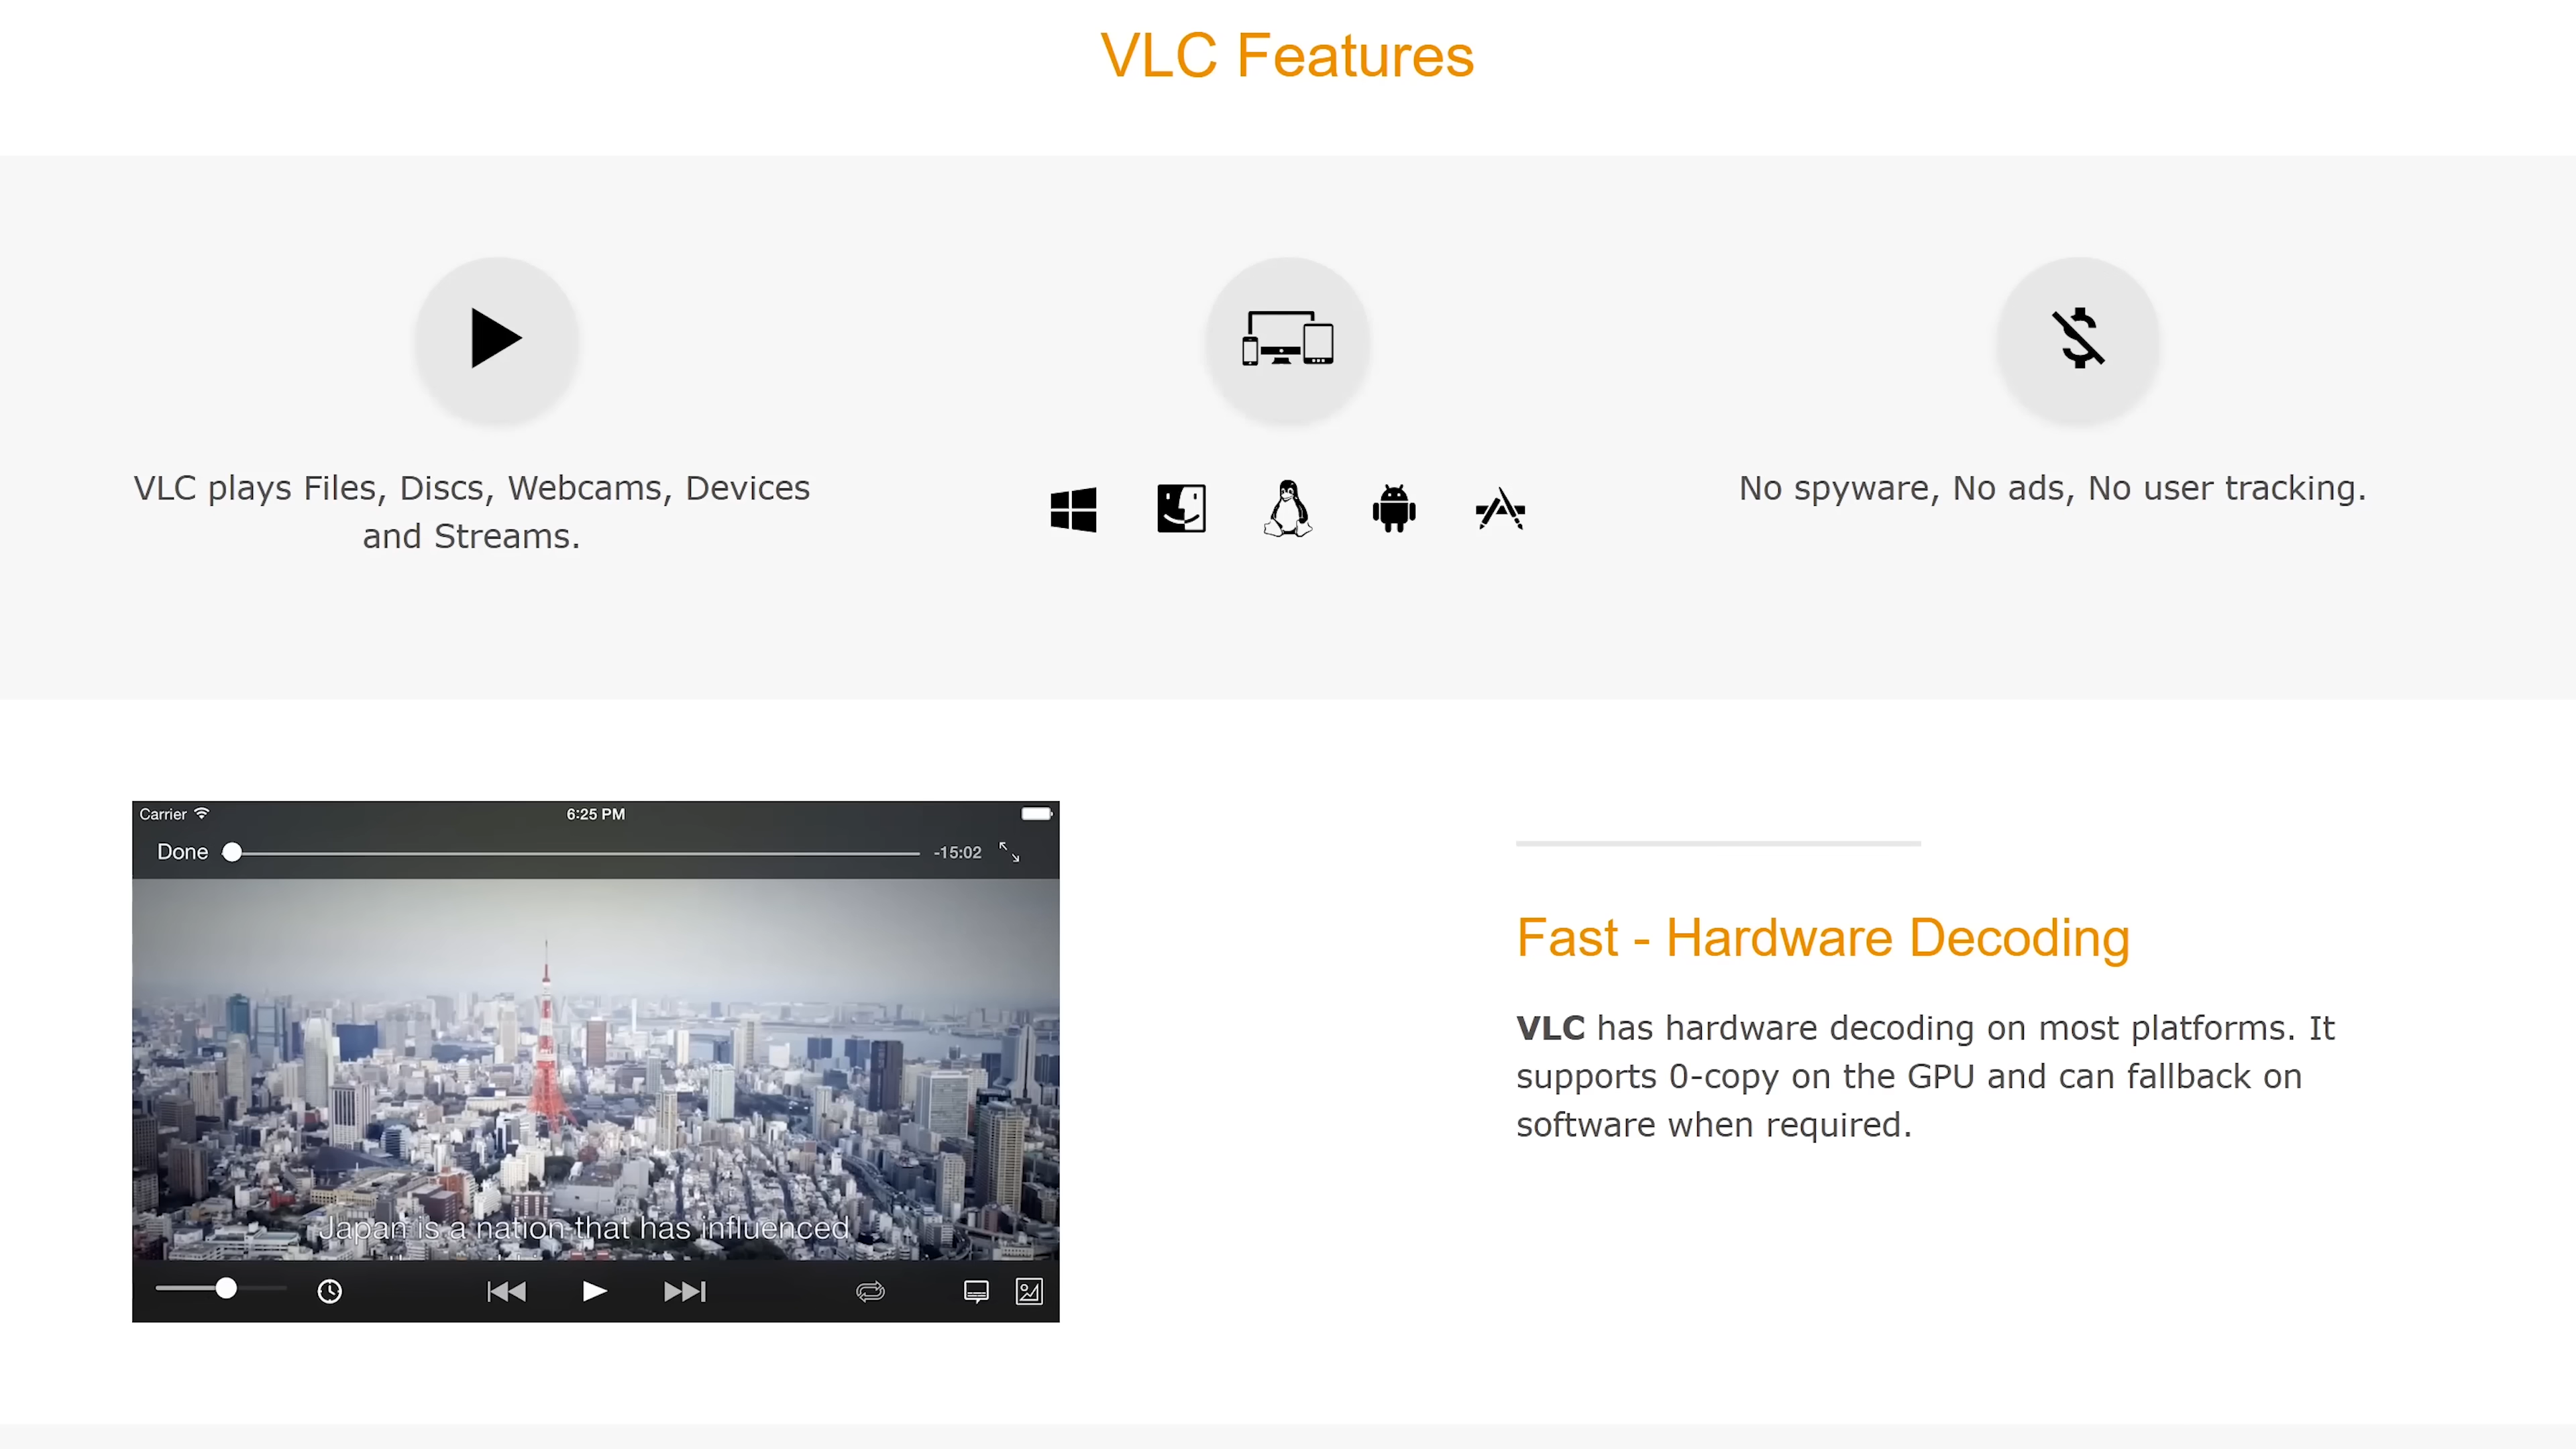 VLC Features
VLC plays Files, Discs, Webcams, Devices
and Streams.
No spyware, No ads, No user tracking.
Carrier
6:25 PM
Done
-15:02
Japan is a nation that has influenced
Fast - Hardware Decoding
VLC has hardware decoding on most platforms. It
supports 0-copy on the GPU and can fallback on
software when required.